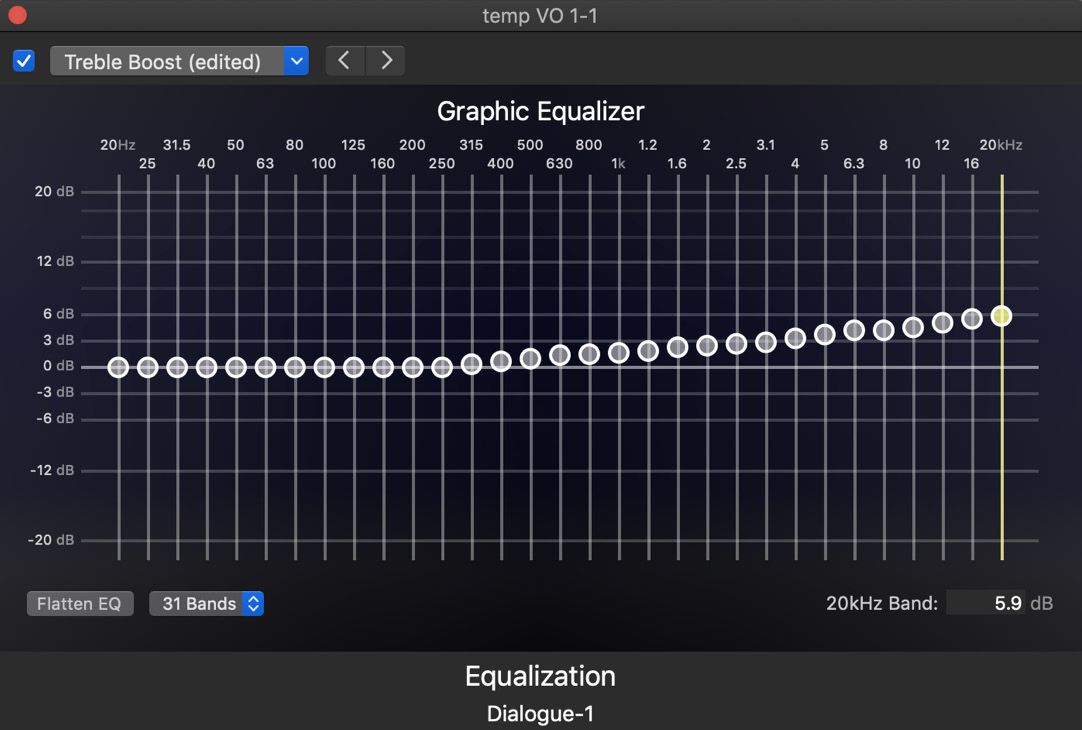 temp VO 1-1
Treble Boost (edited)
Graphic Equalizer
20Hz 31.5 50 80 125 200 315 500 800 1.2 2 3.1 5 8 12 20kHz
25 40 63 100 160 250 400 630 1k 1.6 2.5 4 6.3 10 16
20 dB
12 dB
6 dB
3 dB
0 dB
-3 dB
-6 dB
-12 dB
-20 dB
Flatten EQ 31 Bands 20kHz Band: 5.9 dB
Equalization
Dialogue-1